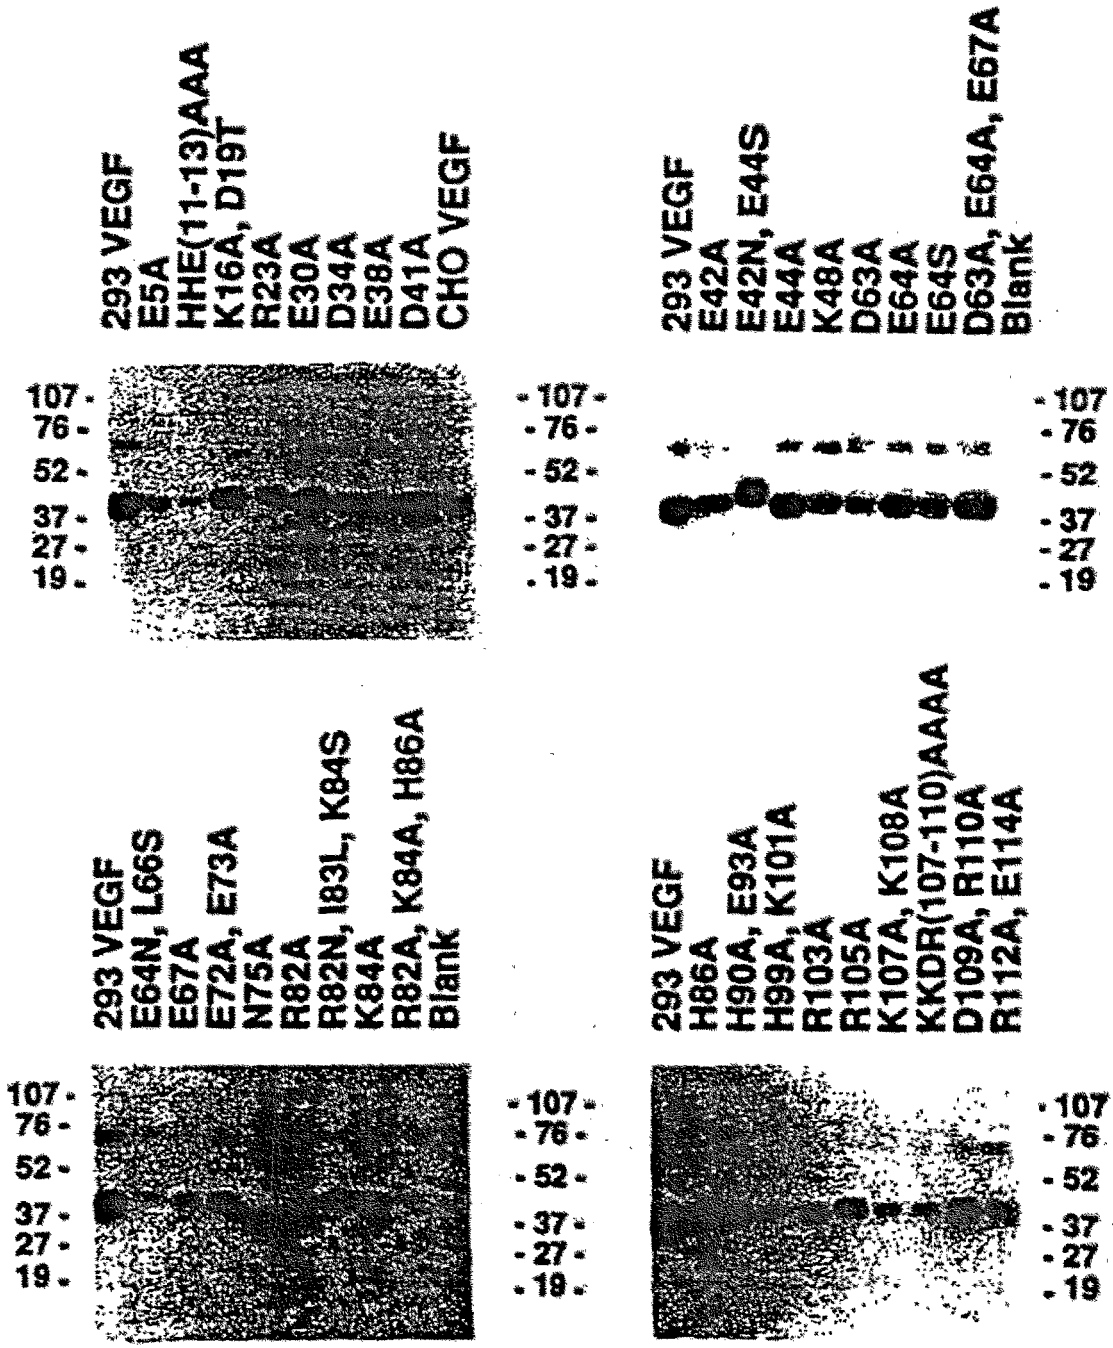 293 VEGF
E5A
HHE(11-13)AAA
K16A, D19T
R23A
E30A
D34A
E38A
D41A
CHO VEGF
293 VEGF
E42A
E42N, E44S
E44A
K48A
D63A
E64A
E64S
D63A, E64A, E67A
Blank
107 -
76 -
52 -
37 -
27 -
19 -
- 107 -
- 76 -
- 52 -
- 37 -
- 27 -
- 19 -
- 107
- 76
- 52
- 37
- 27
- 19
293 VEGF
E64N, L66S
E67A
E72A, E73A
N75A
R82A
R82N, I83L, K84S
K84A
R82A, K84A, H86A
Blank
293 VEGF
H86A
H90A, E93A
H99A, K101A
R103A
R105A
K107A, K108A
KKDR(107-110)AAAA
D109A, R110A
R112A, E114A
107 -
76 -
52 -
37 -
27 -
19 -
- 107 -
- 76 -
- 52 -
- 37 -
- 27 -
- 19 -
- 107
- 76
- 52
- 37
- 27
- 19